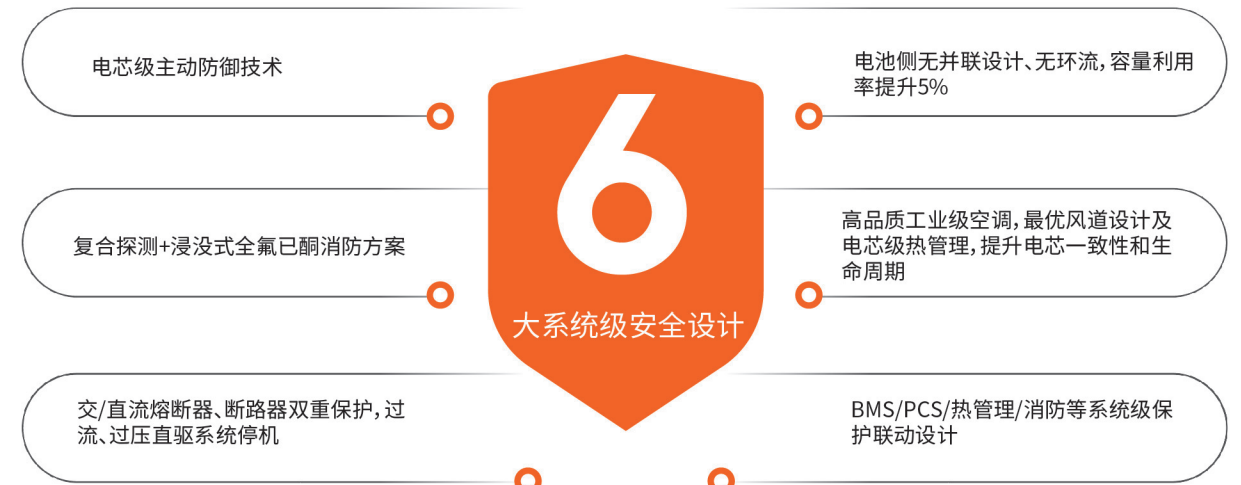 电芯级主动防御技术
复合探测+浸没式全氟已酮消防方案
交/直流熔断器、断路器双重保护,过
流、过压直驱系统停机
6
大系统级安全设计
电池侧无并联设计、无环流,容量利用
率提升5%
高品质工业级空调,最优风道设计及
电芯级热管理,提升电芯一致性和生
命周期
BMS/PCS/热管理/消防等系统级保
护联动设计